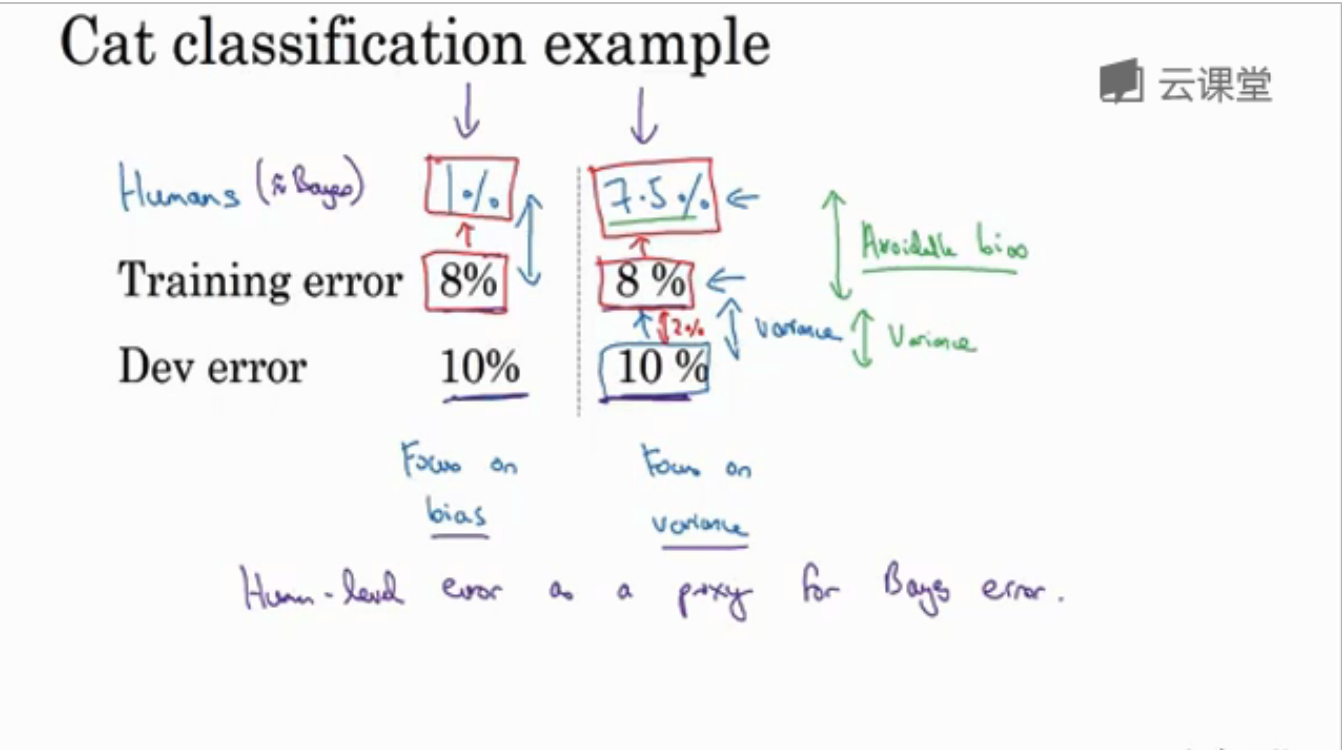 Cat classification example
云课堂
Humans (≈ Bayes) 1% 7.5%
Avoidable bias
Training error 8% 8 %
2% variance Variance
Dev error 10% 10 %
Focus on Focus on
bias variance
Human-level error as a proxy for Bayes error.